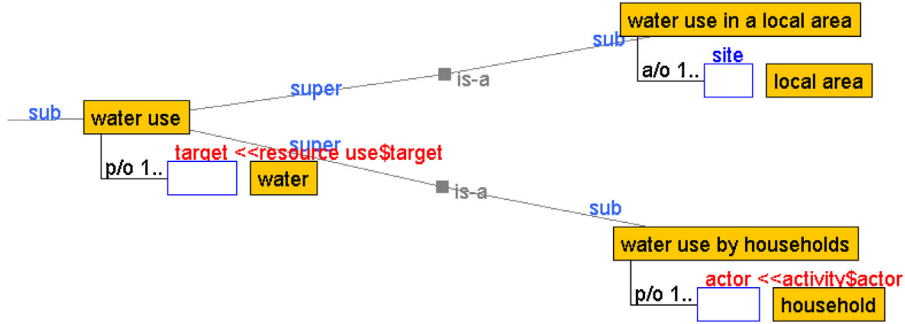 water use in a local area
sub
site
a/o 1..
local area
is-a
super
sub
water use
super
target <<resource use$target
p/o 1..
water
is-a
sub
water use by households
actor <<activity$actor
p/o 1..
household